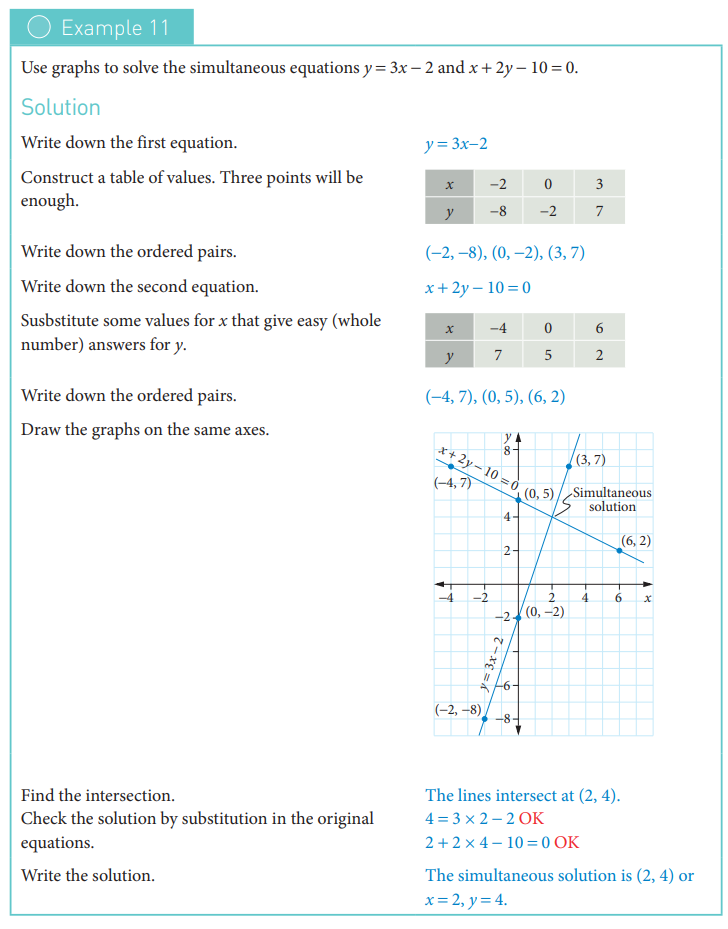 Example 11
Use graphs to solve the simultaneous equations y = 3x – 2 and x + 2y – 10 = 0.
Solution
Write down the first equation.
y = 3x–2
Construct a table of values. Three points will be
enough.
x –2 0 3
y –8 –2 7
Write down the ordered pairs.
(–2, –8), (0, –2), (3, 7)
Write down the second equation.
x + 2y – 10 = 0
Susbstitute some values for x that give easy (whole
number) answers for y.
x –4 0 6
y 7 5 2
Write down the ordered pairs.
(–4, 7), (0, 5), (6, 2)
Draw the graphs on the same axes.
y
8
x + 2y – 10 = 0
(3, 7)
(–4, 7)
(0, 5)
Simultaneous
solution
4
(6, 2)
2
–4 –2 2 4 6 x
(0, –2)
–2
y = 3x – 2
–6
(–2, –8)
–8
Find the intersection.
The lines intersect at (2, 4).
Check the solution by substitution in the original
equations.
4 = 3 × 2 – 2 OK
2 + 2 × 4 – 10 = 0 OK
Write the solution.
The simultaneous solution is (2, 4) or
x = 2, y = 4.